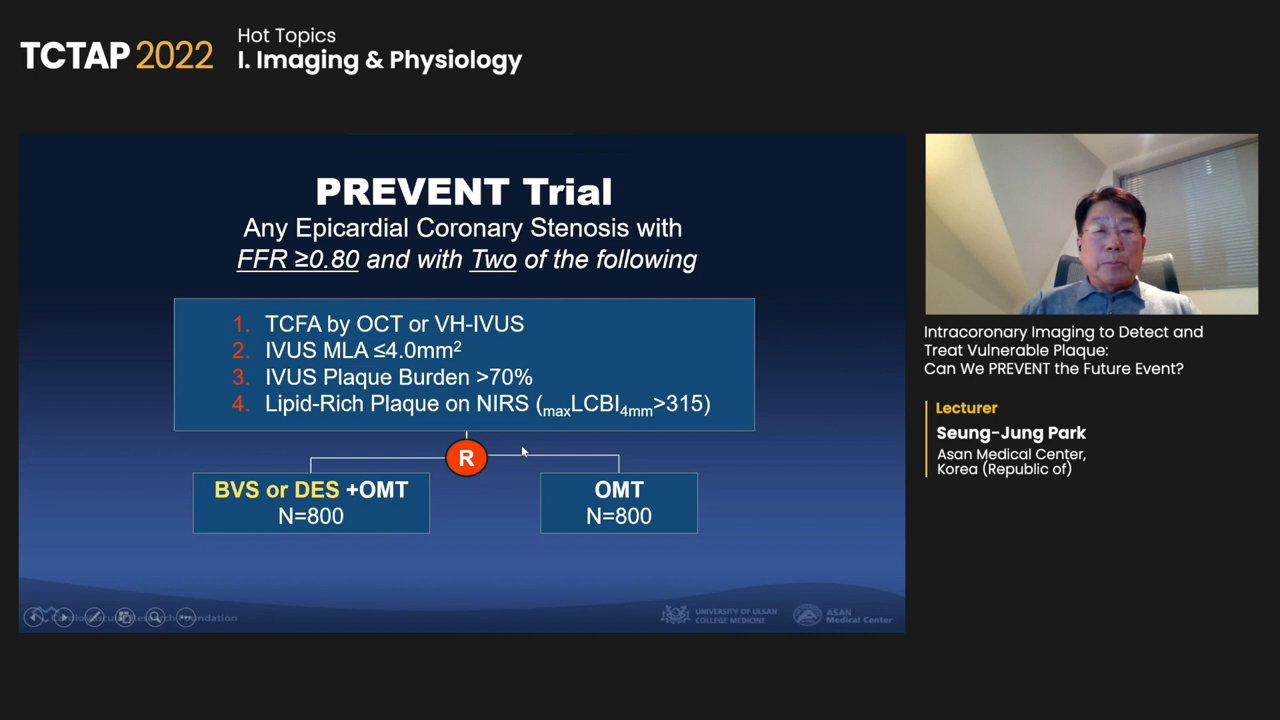 TCTAP 2022
Hot Topics
I. Imaging & Physiology
PREVENT Trial
Any Epicardial Coronary Stenosis with
FFR ≥0.80 and with Two of the following
1. TCFA by OCT or VH-IVUS
2. IVUS MLA ≤4.0mm²
3. IVUS Plaque Burden >70%
4. Lipid-Rich Plaque on NIRS (maxLCBI4mm>315)
R
BVS or DES +OMT
N=800
OMT
N=800
Cardiovascular Research Foundation
UNIVERSITY OF ULSAN
COLLEGE MEDICINE
ASAN
Medical Center
Intracoronary Imaging to Detect and
Treat Vulnerable Plaque:
Can We PREVENT the Future Event?
Lecturer
Seung-Jung Park
Asan Medical Center,
Korea (Republic of)